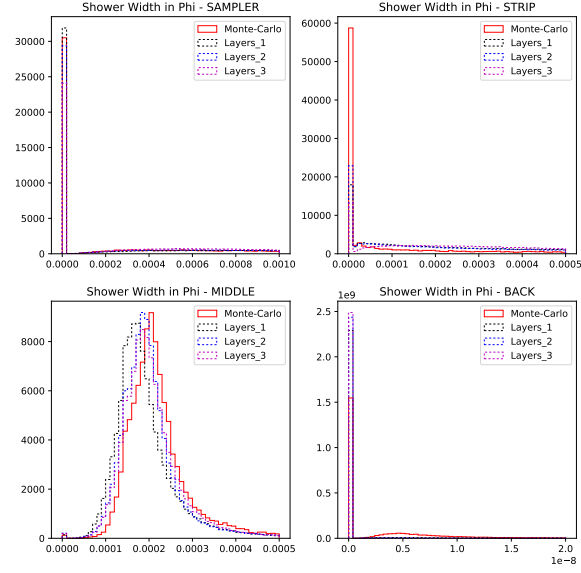 Shower Width in Phi - SAMPLER
30000
25000
20000
15000
10000
5000
0
0.0000 0.0002 0.0004 0.0006 0.0008 0.0010
Monte-Carlo
Layers_1
Layers_2
Layers_3
Shower Width in Phi - STRIP
60000
50000
40000
30000
20000
10000
0
0.0000 0.0001 0.0002 0.0003 0.0004 0.0005
Monte-Carlo
Layers_1
Layers_2
Layers_3
Shower Width in Phi - MIDDLE
8000
6000
4000
2000
0
0.0000 0.0001 0.0002 0.0003 0.0004 0.0005
Monte-Carlo
Layers_1
Layers_2
Layers_3
Shower Width in Phi - BACK
1e9
2.5
2.1
1.7
1.3
0.9
0.4
0.0
0.0 0.5 1.0 1.5 2.0
1e−8
Monte-Carlo
Layers_1
Layers_2
Layers_3